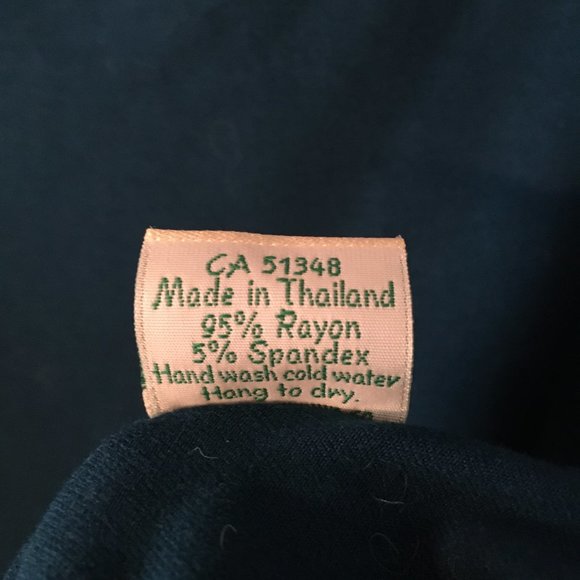 CA 51348
Made in Thailand
95% Rayon
5% Spandex
Hand wash cold water
Hang to dry.